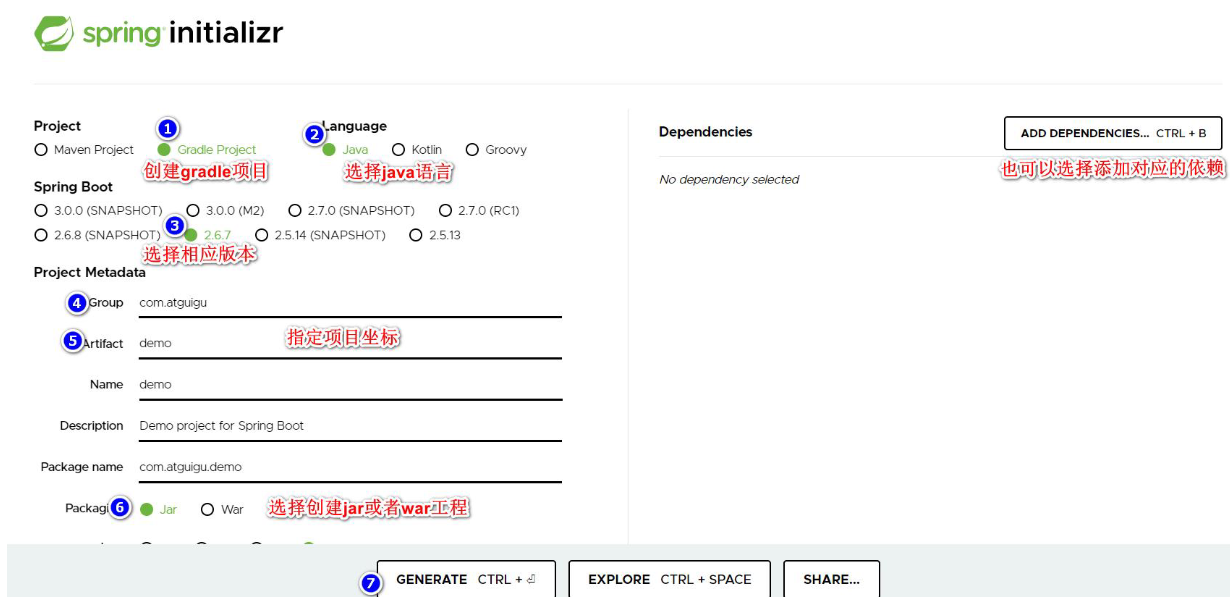 spring initializr
Project
1
Maven Project
Gradle Project
创建gradle项目
2
Language
Java
Kotlin
Groovy
选择java语言
Spring Boot
3.0.0 (SNAPSHOT)
3.0.0 (M2)
2.7.0 (SNAPSHOT)
2.7.0 (RC1)
2.6.8 (SNAPSHOT)
3
2.6.7
2.5.14 (SNAPSHOT)
2.5.13
选择相应版本
Project Metadata
4
Group
com.atguigu
5
Artifact
demo
指定项目坐标
Name
demo
Description
Demo project for Spring Boot
Package name
com.atguigu.demo
Packagi
6
Jar
War
选择创建jar或者war工程
Dependencies
ADD DEPENDENCIES... CTRL + B
也可以选择添加对应的依赖
No dependency selected
7
GENERATE CTRL + ⏎
EXPLORE CTRL + SPACE
SHARE...